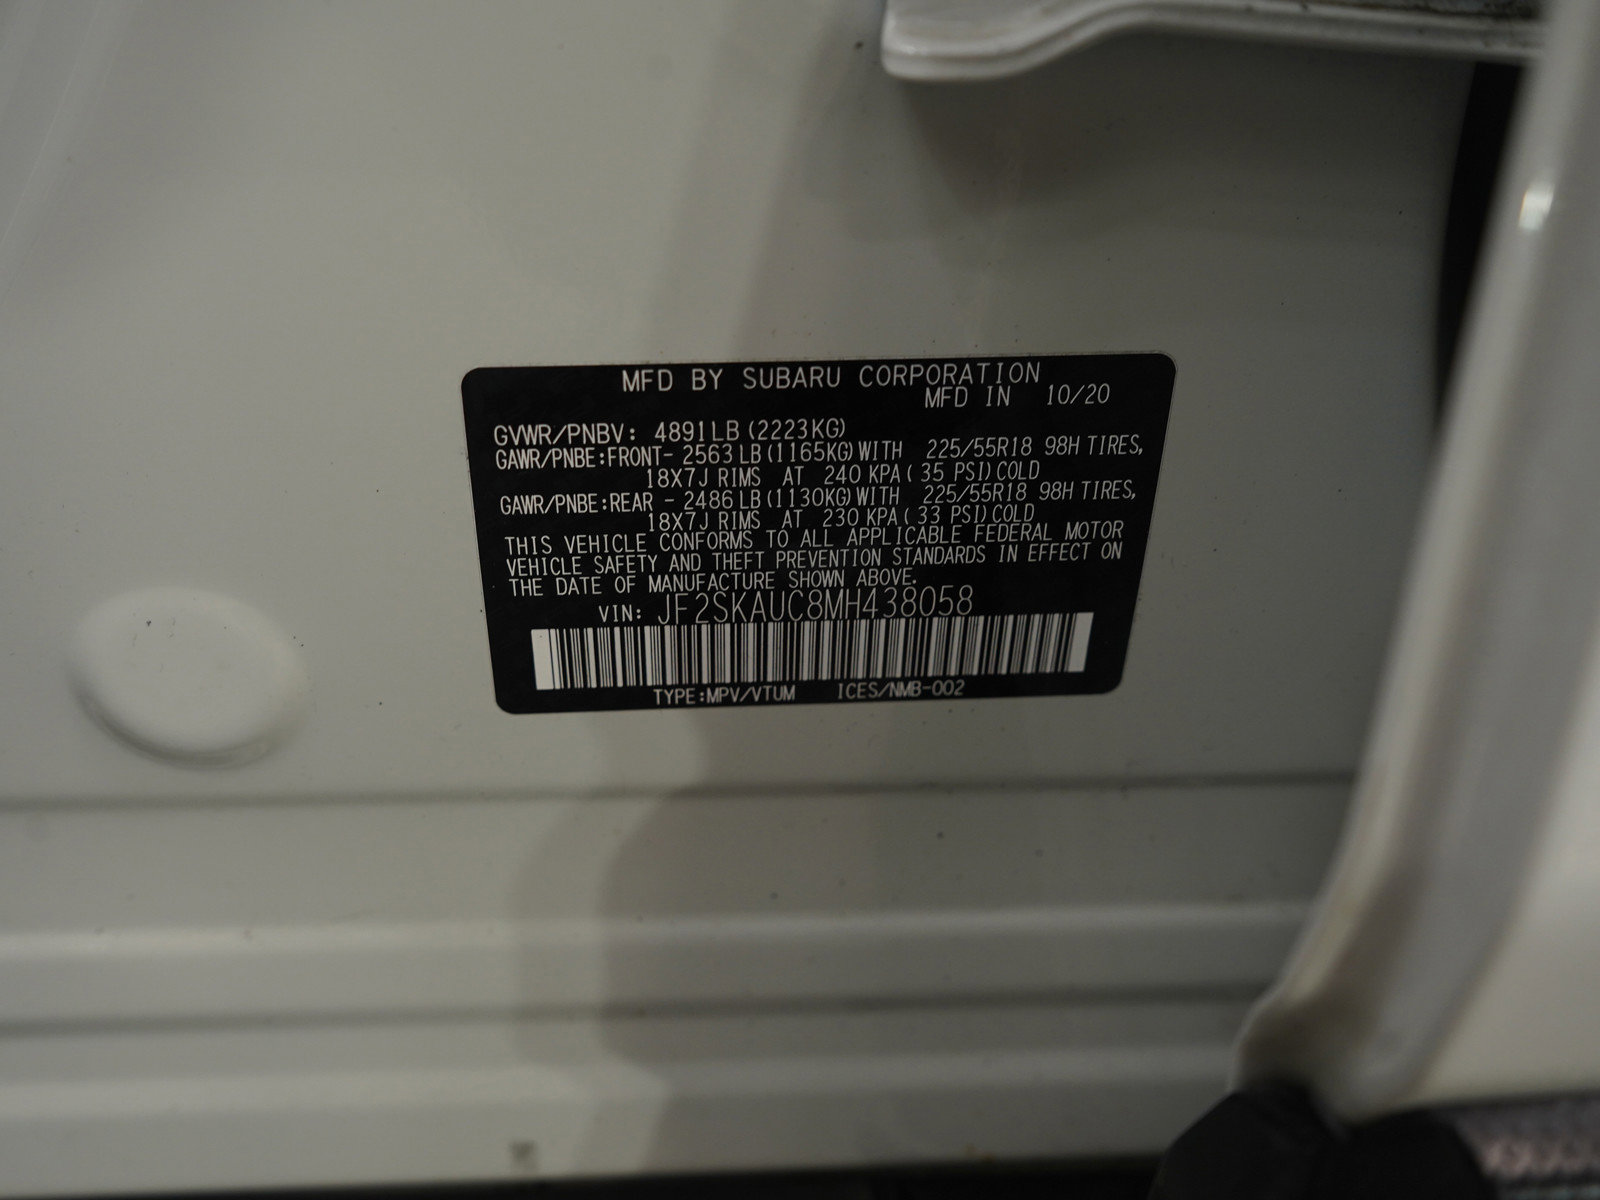 MFD BY SUBARU CORPORATION
MFD IN 10/20
GVWR/PNBV: 4891LB (2223KG)
GAWR/PNBE:FRONT- 2563 LB (1165KG) WITH 225/55R18 98H TIRES,
18X7J RIMS AT 240 KPA ( 35 PSI) COLD
GAWR/PNBE:REAR - 2486 LB (1130KG) WITH 225/55R18 98H TIRES,
18X7J RIMS AT 230 KPA ( 33 PSI) COLD
THIS VEHICLE CONFORMS TO ALL APPLICABLE FEDERAL MOTOR
VEHICLE SAFETY AND THEFT PREVENTION STANDARDS IN EFFECT ON
THE DATE OF MANUFACTURE SHOWN ABOVE.
VIN: JF2SKAUC8MH438058
TYPE:MPV/VTUM ICES/NMB-002